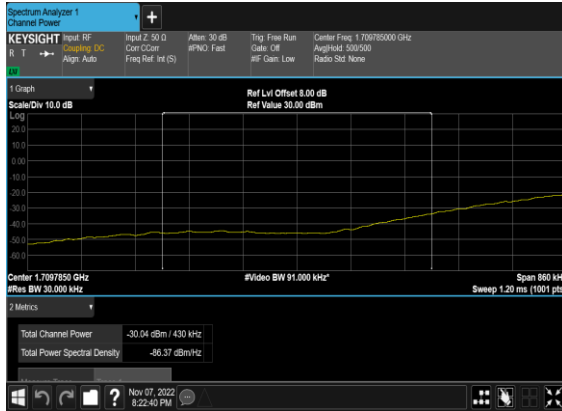 Spectrum Analyzer 1
Channel Power
+
KEYSIGHT
R T
LXI
Input: RF
Coupling: DC
Align: Auto
Input Z: 50 Ω
Corr CCorr
Freq Ref: Int (S)
Atten: 30 dB
#PNO: Fast
Trig: Free Run
Gate: Off
#IF Gain: Low
Center Freq: 1.709785000 GHz
Avg|Hold: 500/500
Radio Std: None
1 Graph
Scale/Div 10.0 dB
Ref Lvl Offset 8.00 dB
Ref Value 30.00 dBm
Log
20.0
10.0
0.00
-10.0
-20.0
-30.0
-40.0
-50.0
-60.0
Center 1.7097850 GHz
#Res BW 30.000 kHz
#Video BW 91.000 kHz*
Span 860 kH
Sweep 1.20 ms (1001 pts
2 Metrics
Total Channel Power -30.04 dBm / 430 kHz
Total Power Spectral Density -86.37 dBm/Hz
?
Nov 07, 2022
8:22:40 PM